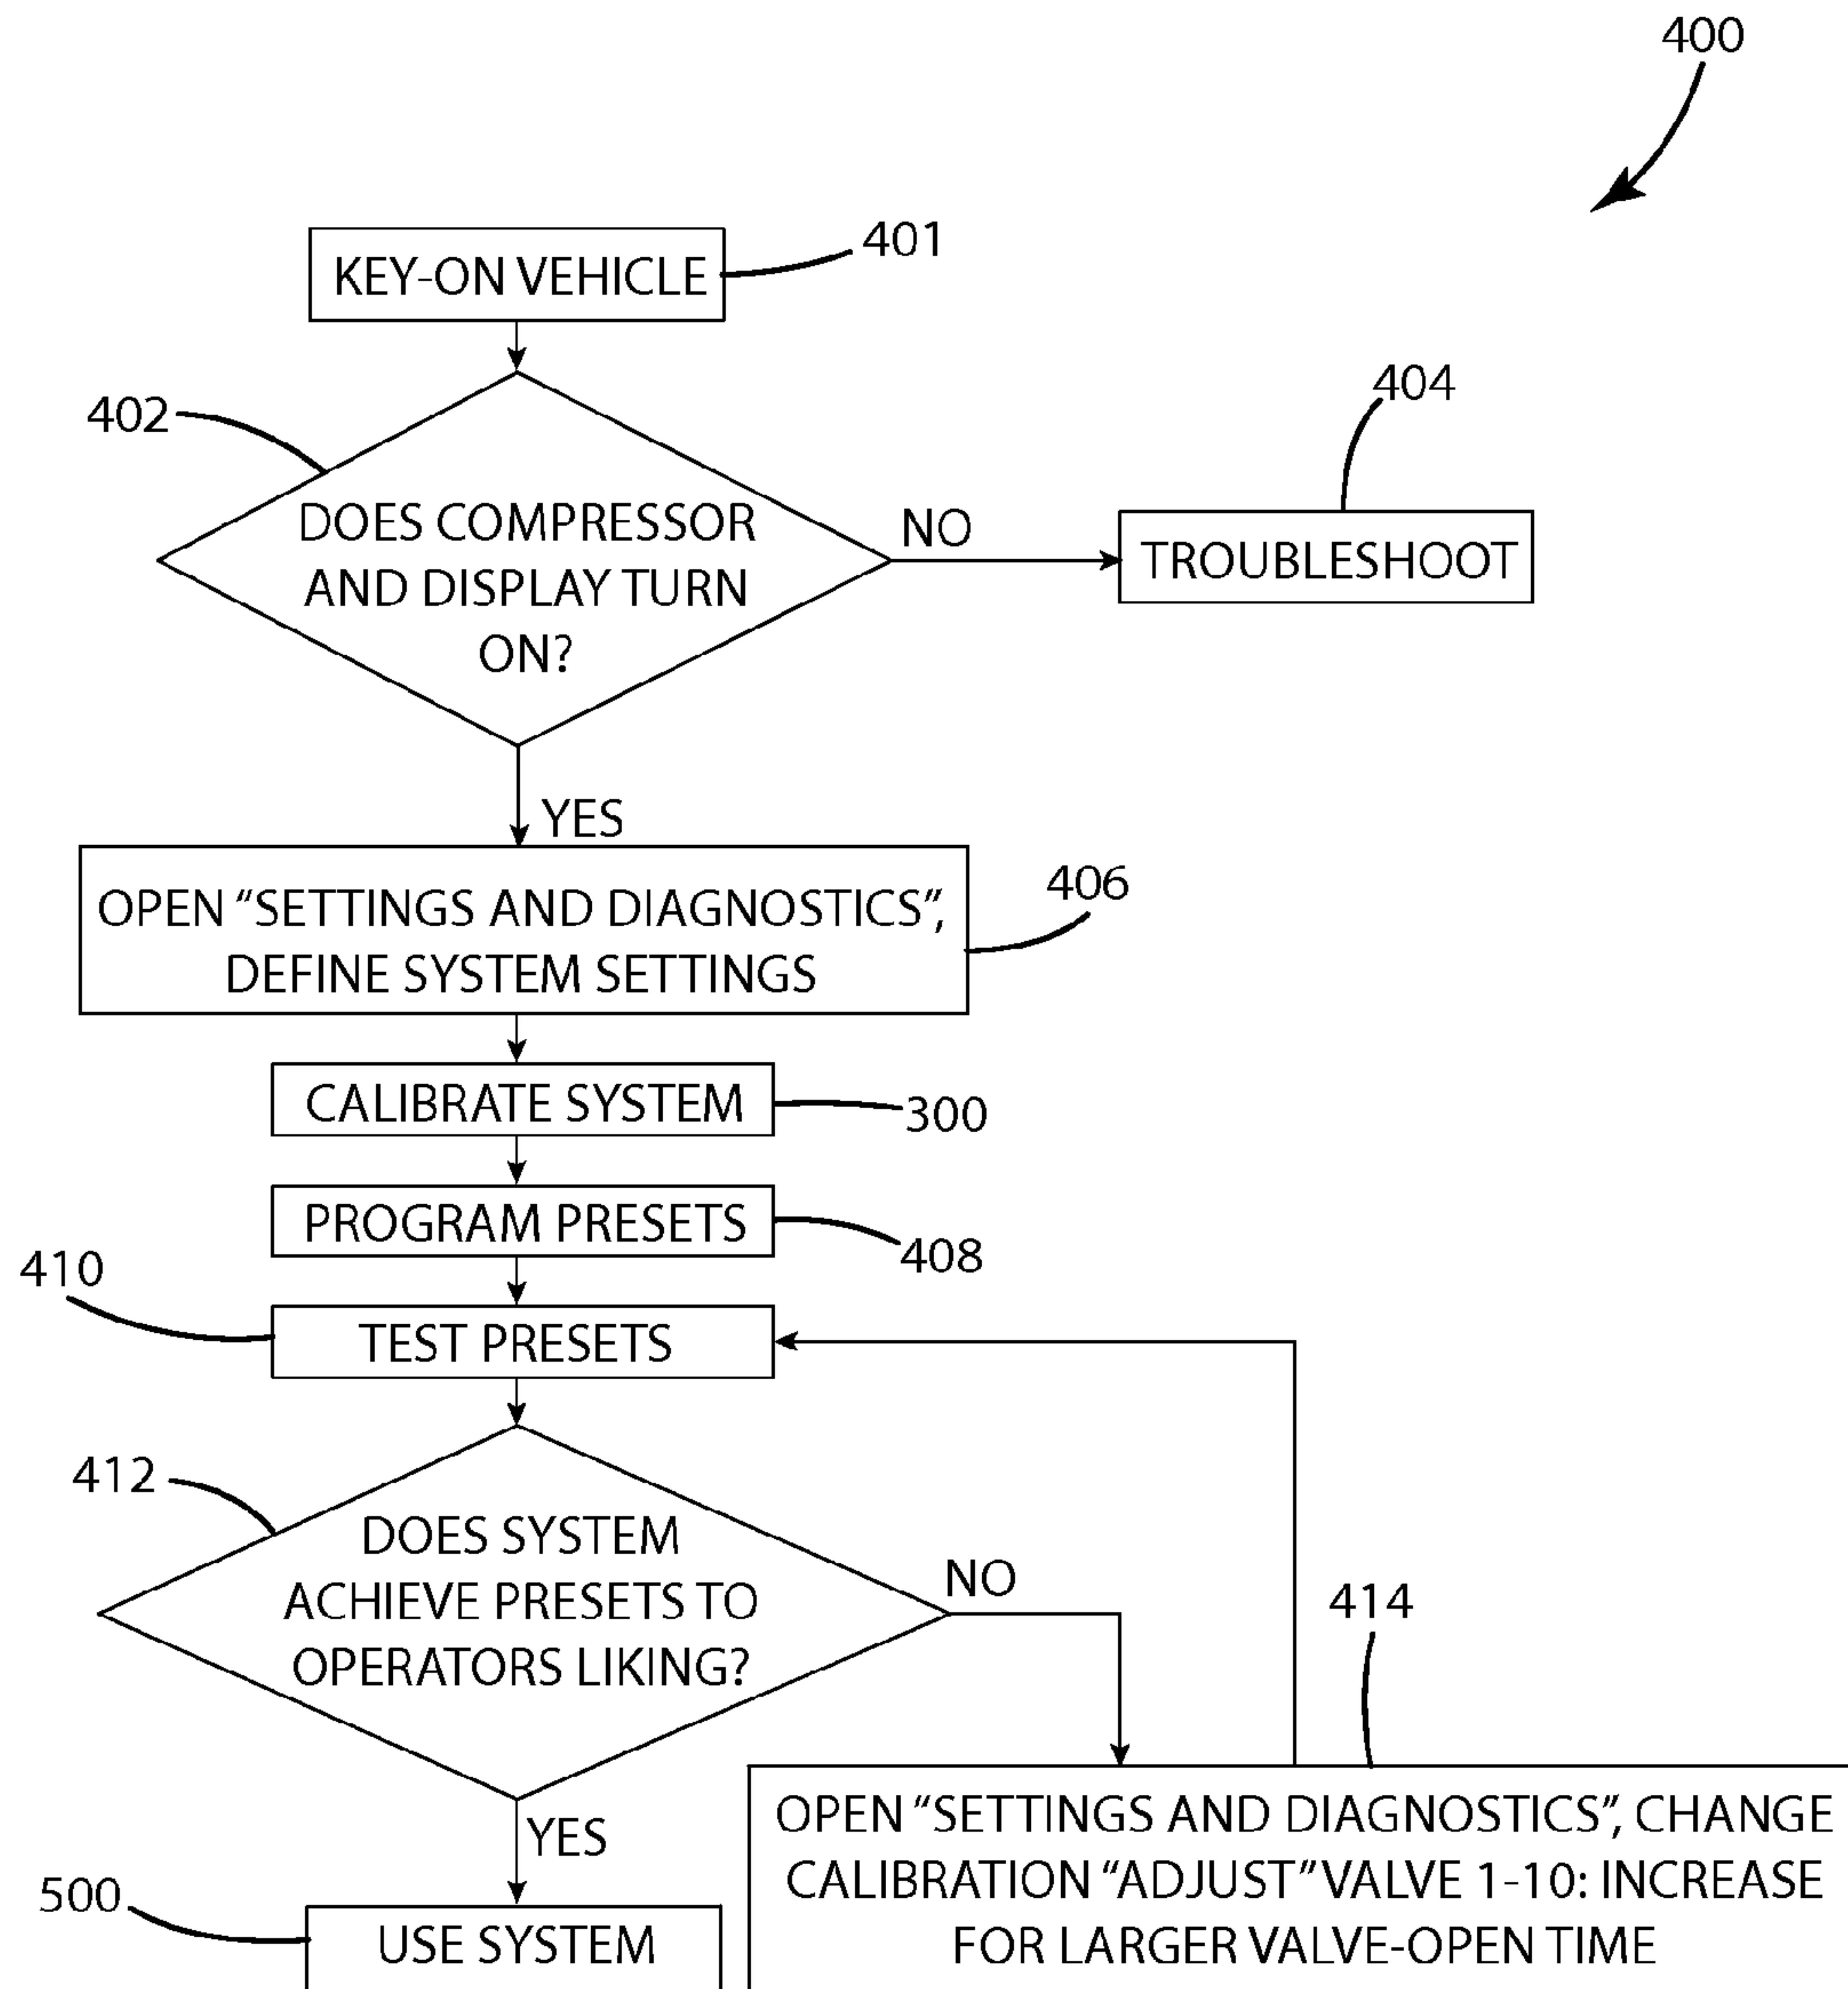 400
KEY-ON VEHICLE
401
402
DOES COMPRESSOR
AND DISPLAY TURN
ON?
NO
404
TROUBLESHOOT
YES
OPEN "SETTINGS AND DIAGNOSTICS",
DEFINE SYSTEM SETTINGS
406
CALIBRATE SYSTEM
300
PROGRAM PRESETS
408
410
TEST PRESETS
412
DOES SYSTEM
ACHIEVE PRESETS TO
OPERATORS LIKING?
NO
414
YES
OPEN "SETTINGS AND DIAGNOSTICS", CHANGE
CALIBRATION "ADJUST" VALVE 1-10: INCREASE
FOR LARGER VALVE-OPEN TIME
500
USE SYSTEM